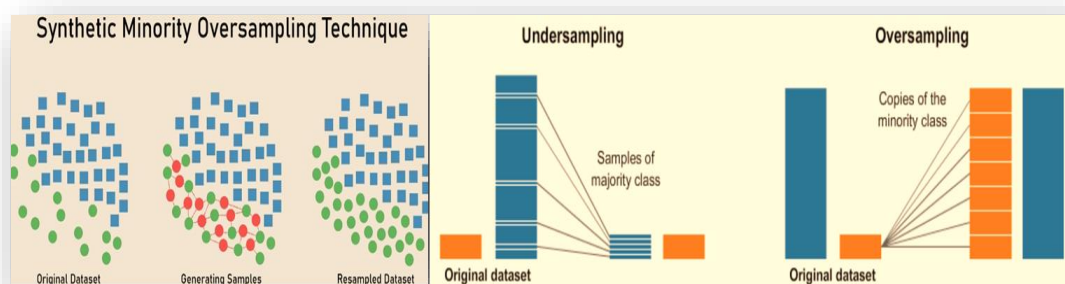 Synthetic Minority Oversampling Technique
Original Dataset
Generating Samples
Resampled Dataset
Undersampling
Samples of
majority class
Original dataset
Oversampling
Copies of the
minority class
Original dataset